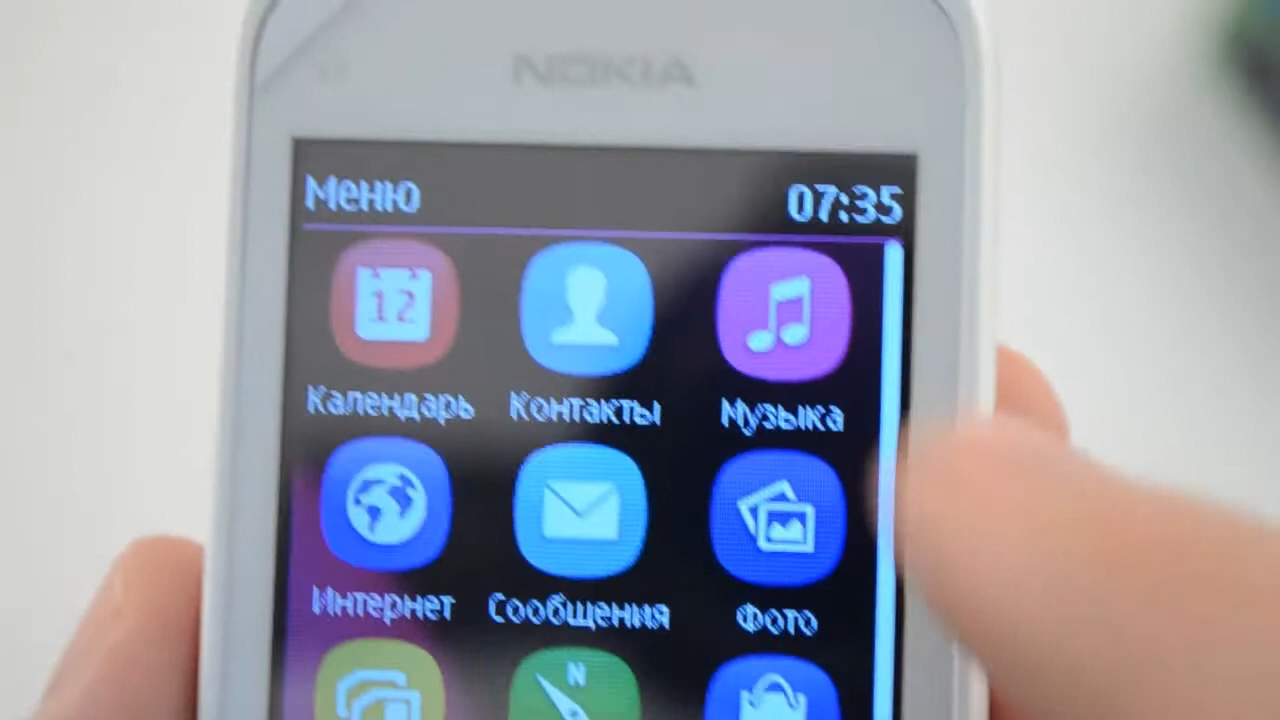 NOKIA
Меню 07:35
12
Календарь Контакты Музыка
Интернет Сообщения Фото
N